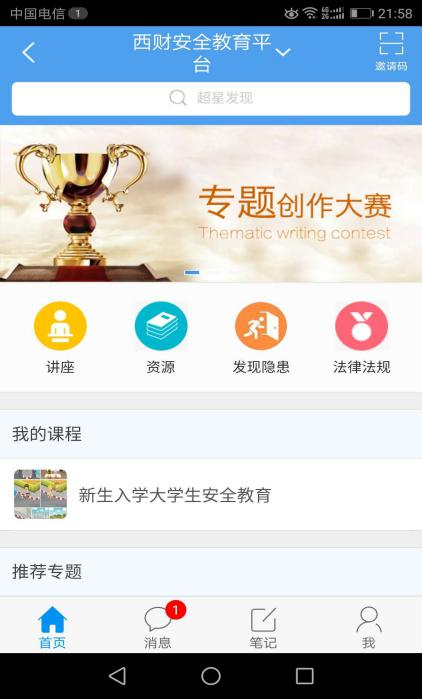 中国电信 1
21:58
西财安全教育平
台
邀请码
超星发现
专题创作大赛
Thematic writing contest
讲座
资源
发现隐患
法律法规
我的课程
新生入学大学生安全教育
推荐专题
1
首页
消息
笔记
我